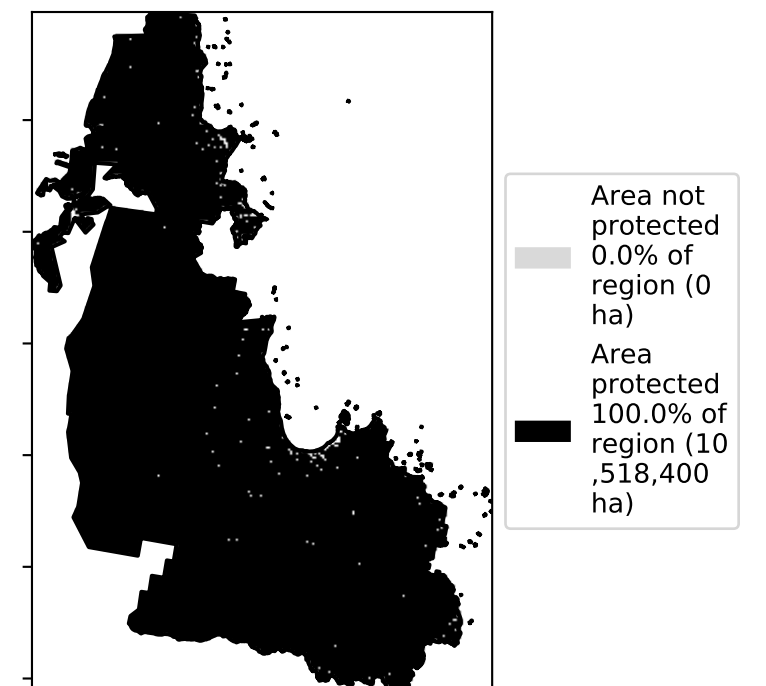 Area not
protected
0.0% of
region (0
ha)
Area
protected
100.0% of
region (10
,518,400
ha)